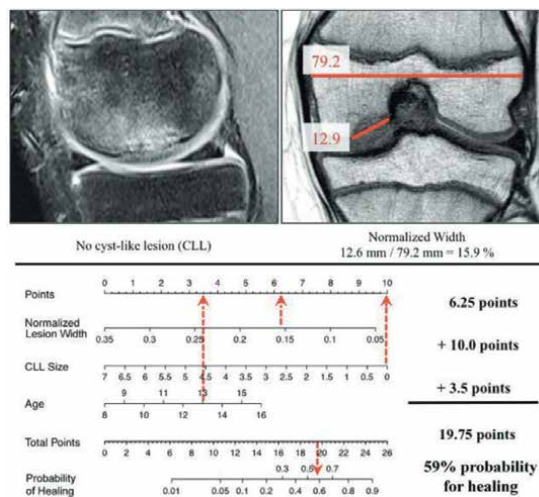 79.2
12.9
No cyst-like lesion (CLL)
Normalized Width
12.6 mm / 79.2 mm = 15.9 %
Points
0 1 2 3 4 5 6 7 8 9 10
6.25 points
Normalized
Lesion Width
0.35 0.3 0.25 0.2 0.15 0.1 0.05
+ 10.0 points
CLL Size
7 6.5 6 5.5 5 4.5 4 3.5 3 2.5 2 1.5 1 0.5 0
+ 3.5 points
9 11 13 15
Age
8 10 12 14 16
Total Points
0 2 4 6 8 10 12 14 16 18 20 22 24 26
19.75 points
0.3 0.5 0.7
Probability
of Healing
0.01 0.05 0.1 0.2 0.4 0.6 0.8 0.9
59% probability
for healing